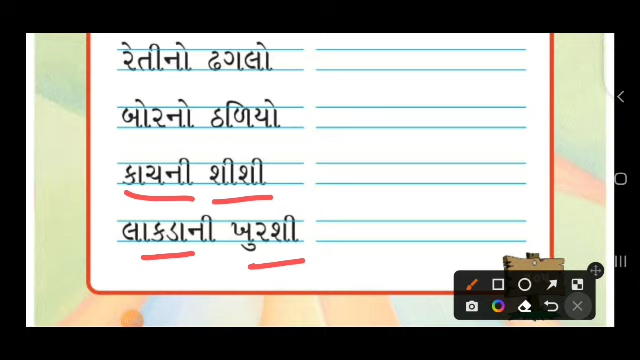 રેતીનો ઢગલો
બોરનો ઠળિયો
કાચની શીશી
લાકડાની ખુરશી